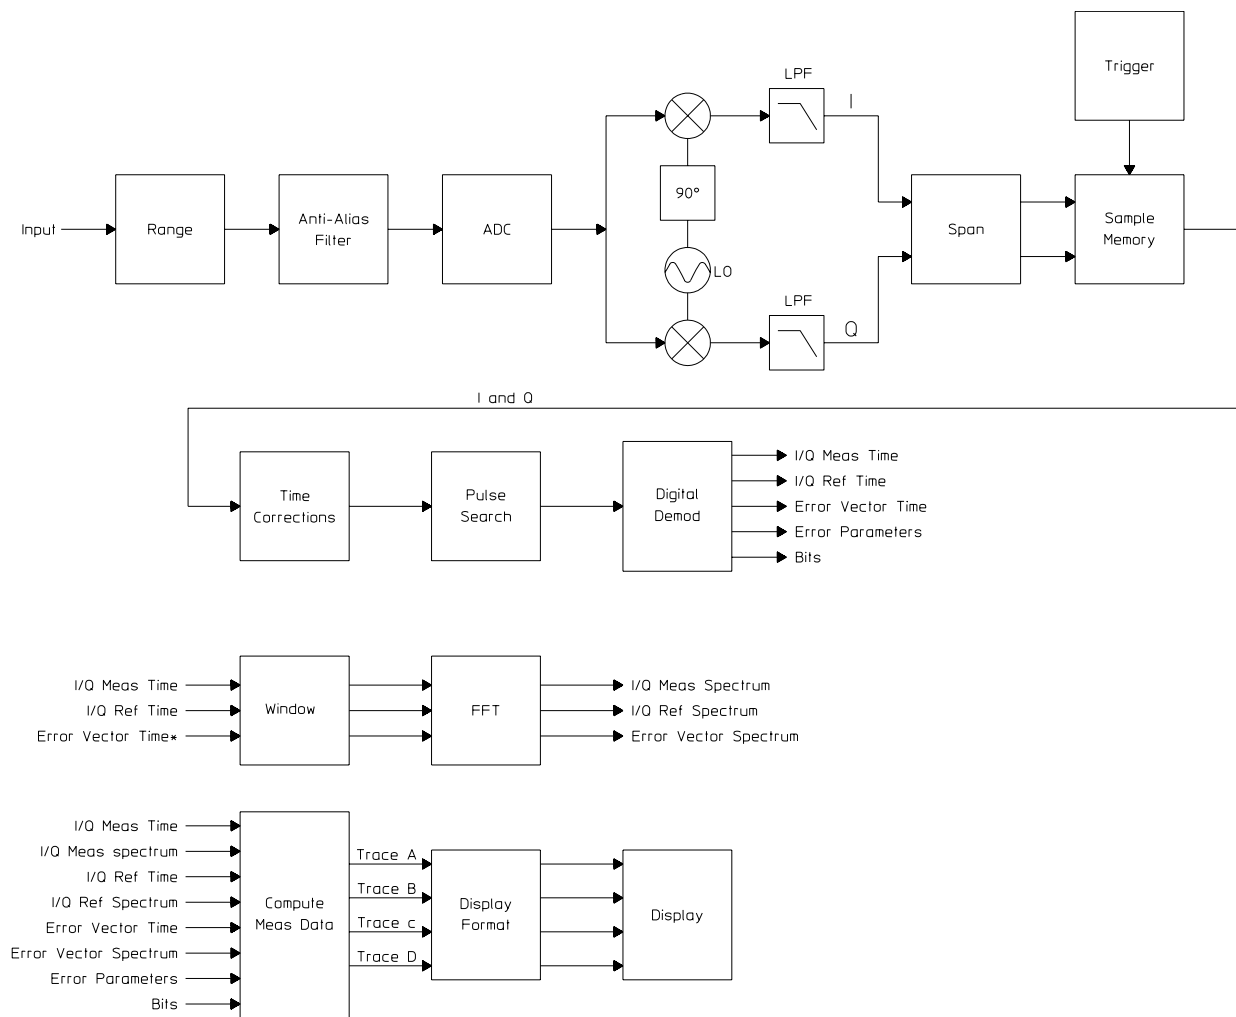 LPF
I
Trigger
Input
Range
Anti-Alias
Filter
ADC
90°
LO
Span
Sample
Memory
LPF
Q
I and Q
Time
Corrections
Pulse
Search
Digital
Demod
I/Q Meas Time
I/Q Ref Time
Error Vector Time
Error Parameters
Bits
I/Q Meas Time
I/Q Ref Time
Error Vector Time*
Window
FFT
I/Q Meas Spectrum
I/Q Ref Spectrum
Error Vector Spectrum
I/Q Meas Time
I/Q Meas spectrum
I/Q Ref Time
I/Q Ref Spectrum
Error Vector Time
Error Vector Spectrum
Error Parameters
Bits
Compute
Meas Data
Trace A
Trace B
Trace c
Trace D
Display
Format
Display